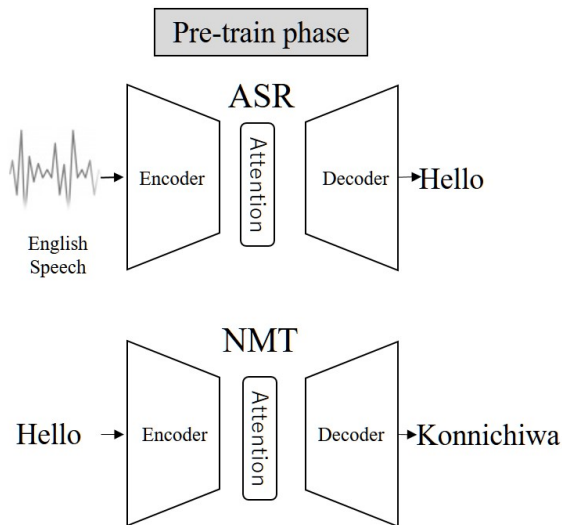 Pre-train phase
ASR
Encoder
Attention
Decoder
Hello
English
Speech
NMT
Hello
Encoder
Attention
Decoder
Konnichiwa